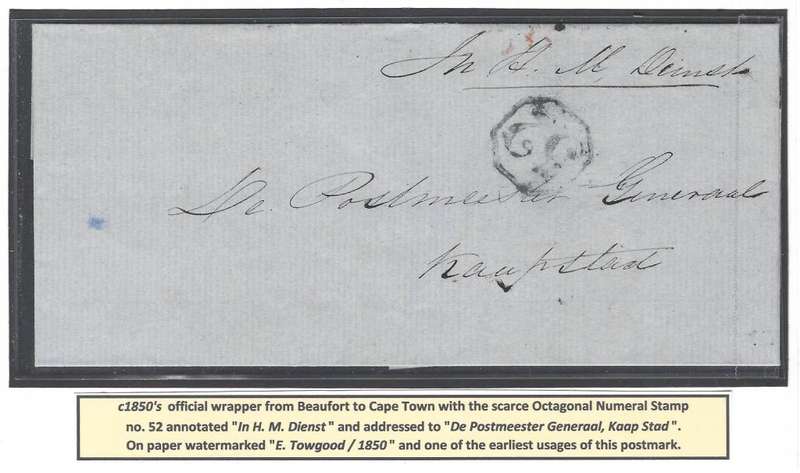 In H. M. Dienst
De Postmeester Generaal
Kaapstad
c1850's official wrapper from Beaufort to Cape Town with the scarce Octagonal Numeral Stamp
no. 52 annotated "In H. M. Dienst" and addressed to "De Postmeester Generaal, Kaap Stad".
On paper watermarked "E. Towgood / 1850" and one of the earliest usages of this postmark.